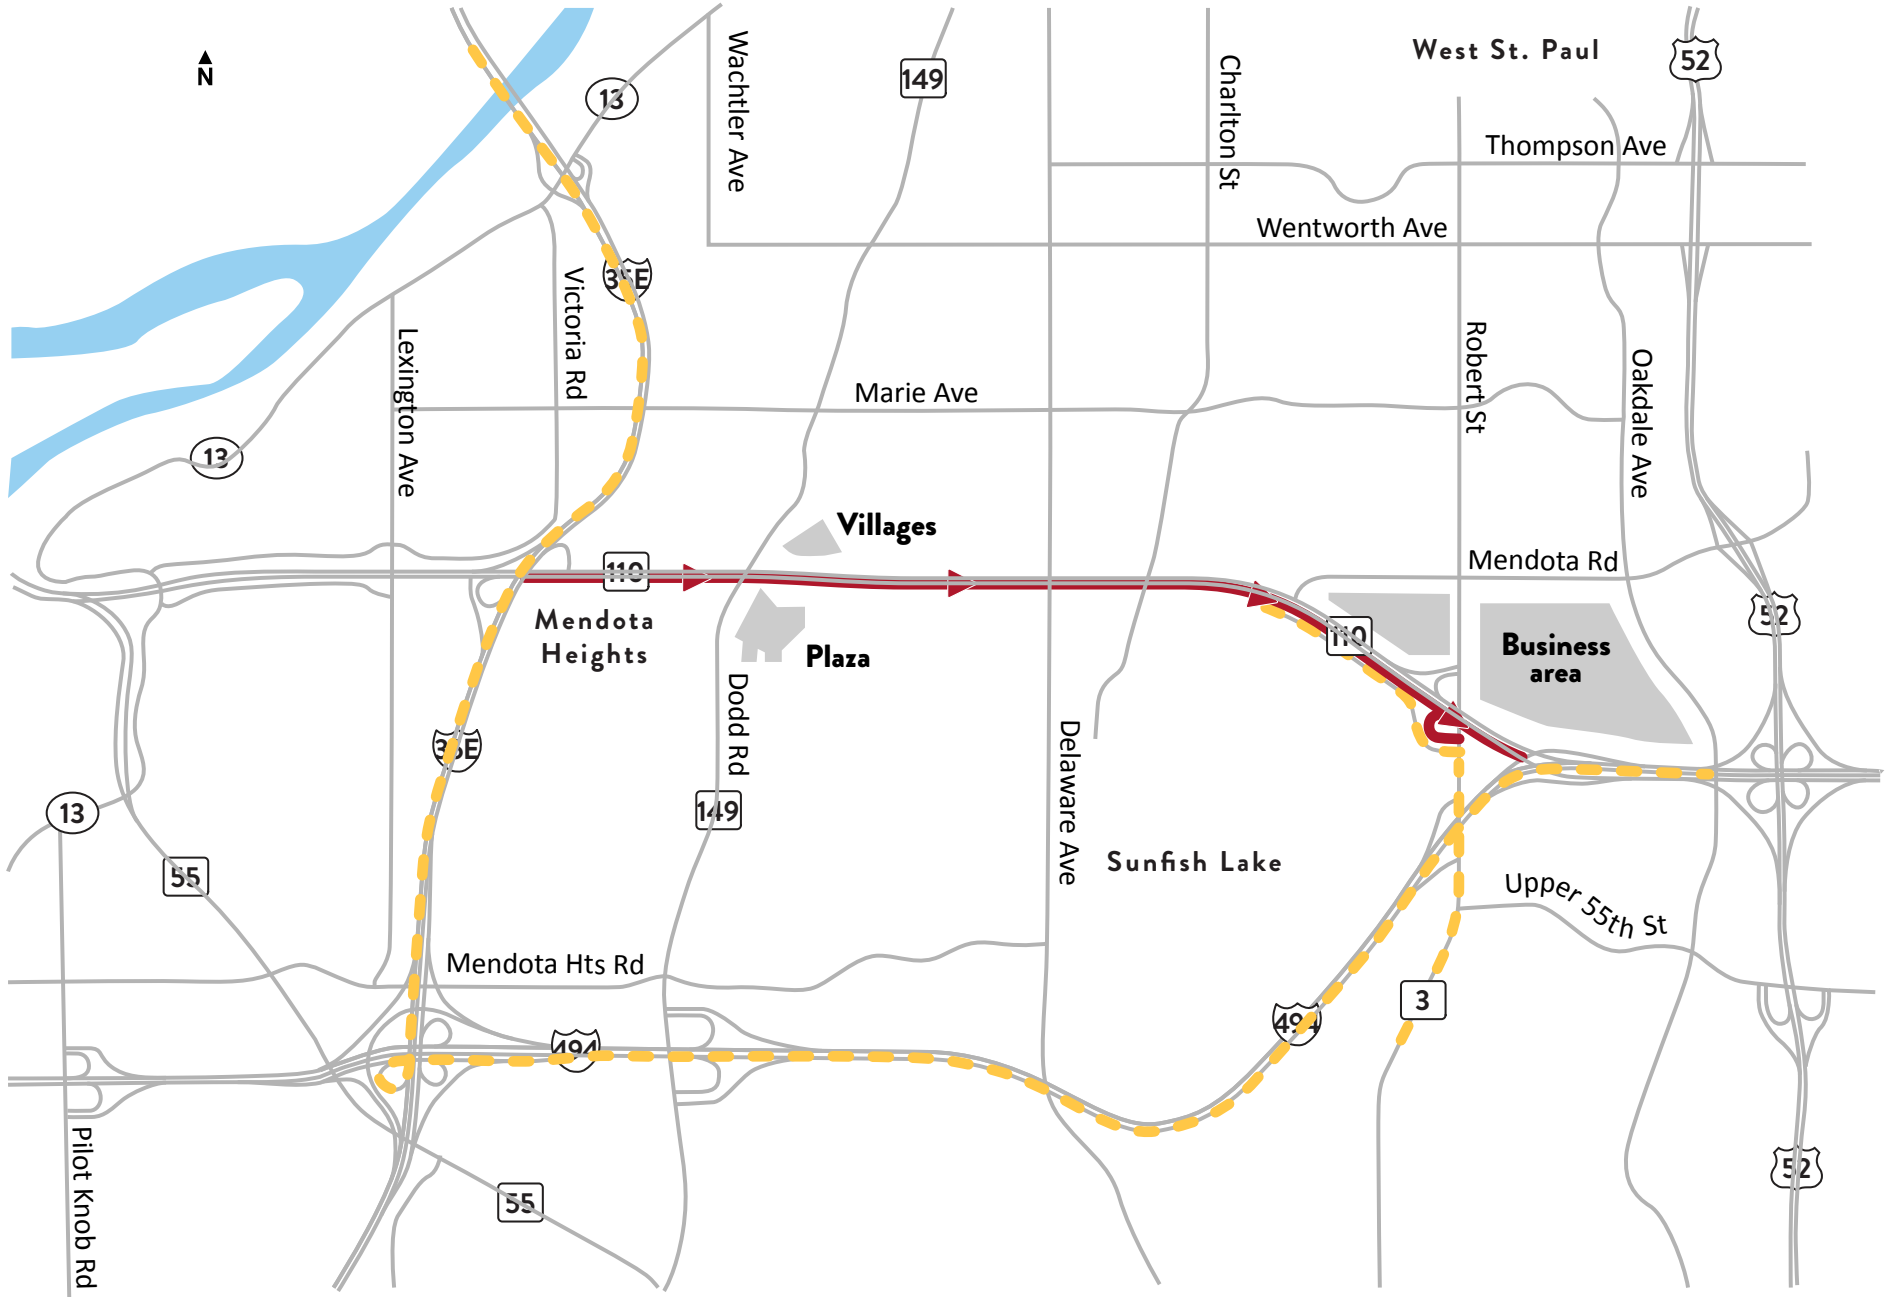 West St. Paul
52
N
13
Wachtler Ave
149
Charlton St
Thompson Ave
Wentworth Ave
35E
Victoria Rd
Lexington Ave
Robert St
Oakdale Ave
Marie Ave
13
Villages
Mendota Rd
110
Mendota
Heights
Plaza
110
Business
area
52
Dodd Rd
Delaware Ave
35E
13
149
55
Sunfish Lake
Upper 55th St
Mendota Hts Rd
3
494
494
Pilot Knob Rd
55
52